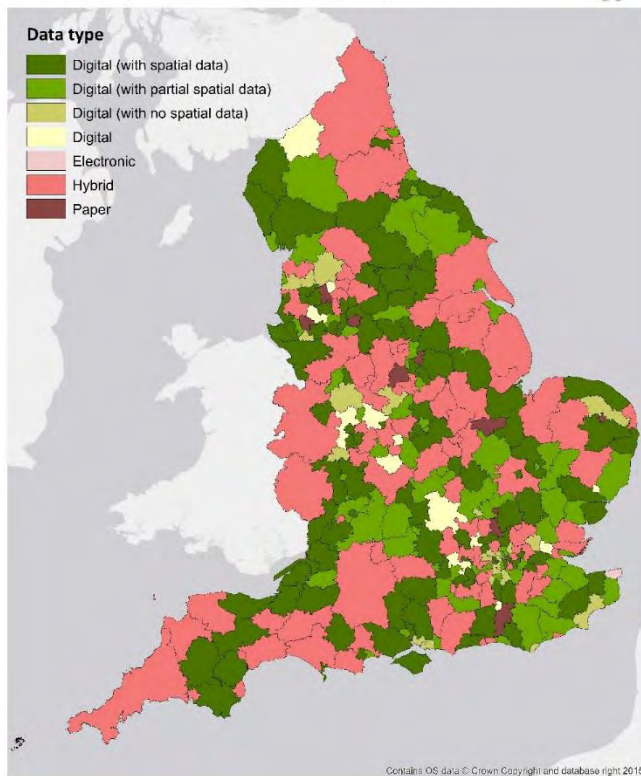 Data type
Digital (with spatial data)
Digital (with partial spatial data)
Digital (with no spatial data)
Digital
Electronic
Hybrid
Paper
Contains OS data © Crown Copyright and database right 2018